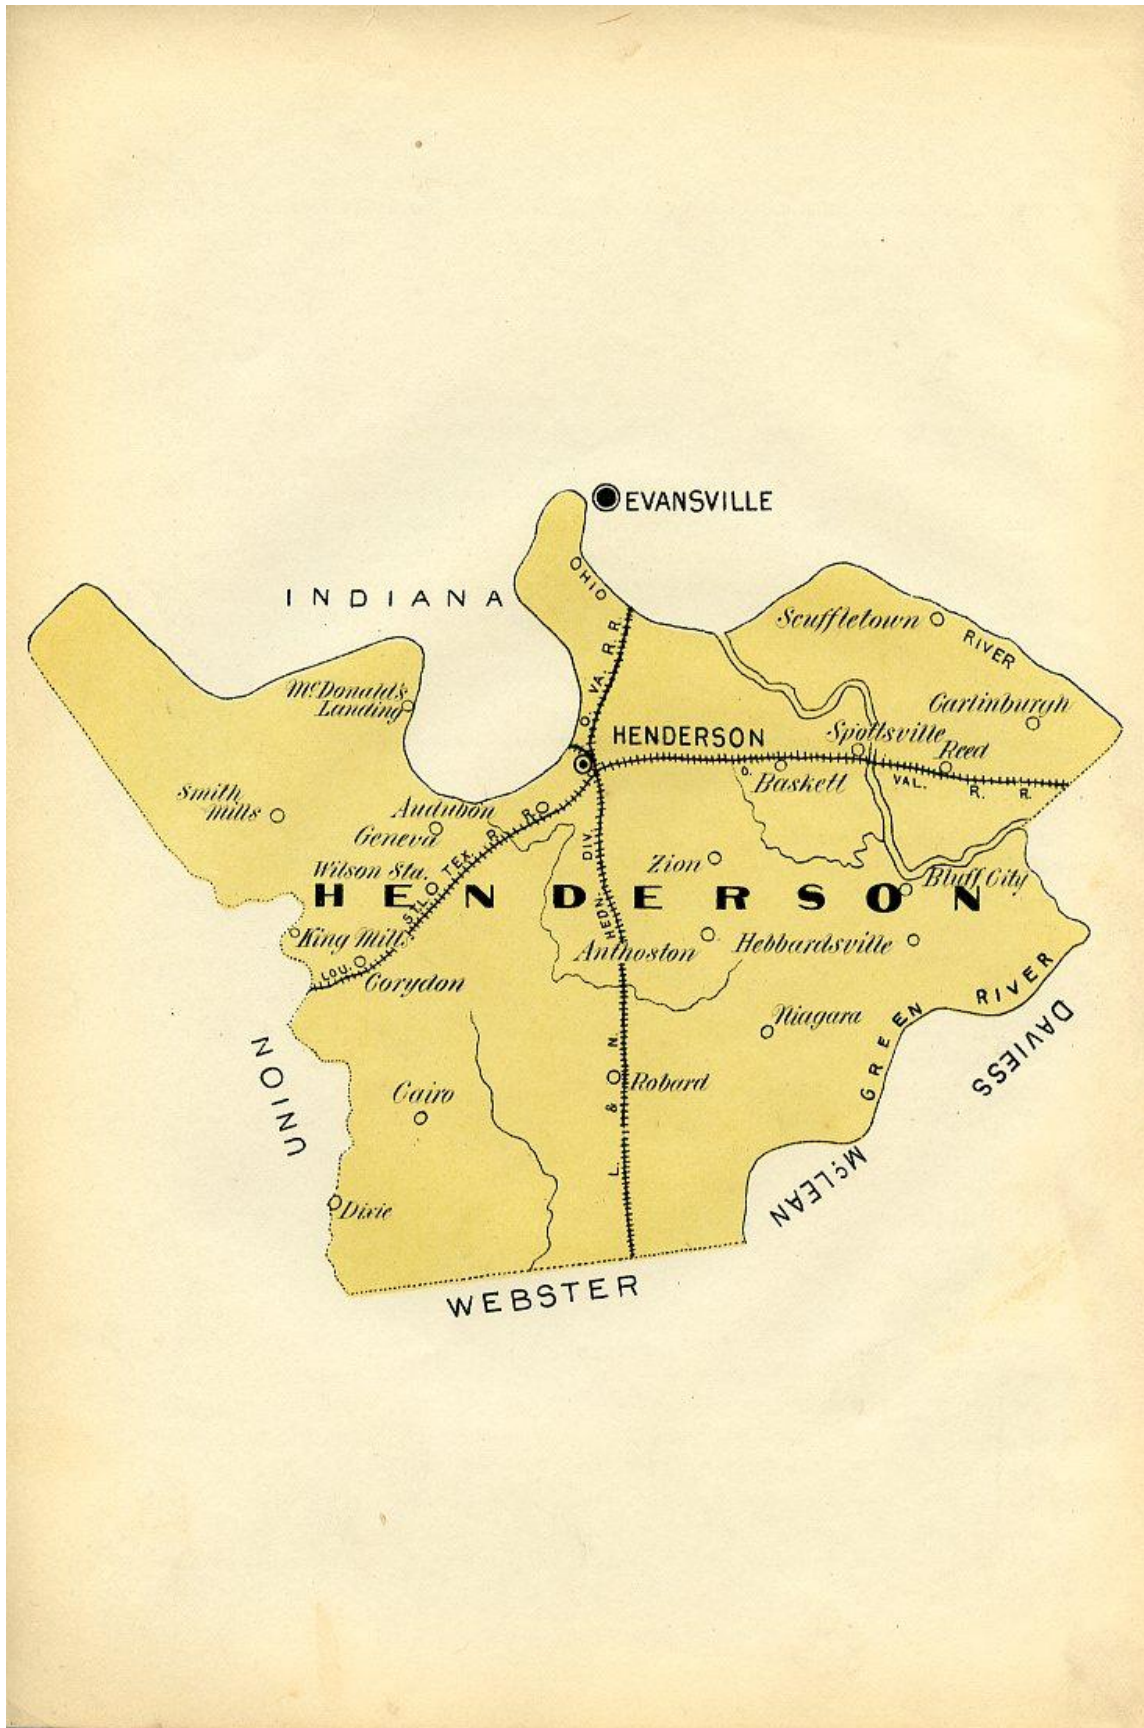 EVANSVILLE
INDIANA
OHIO
Scuffletown
RIVER
McDonald's
Landing
O. VA. R. R.
Carlinburgh
HENDERSON
Spottsville
Reed
Baskett
O. VAL. R. R.
Smith
Mills
Audubon
Geneva
Wilson Sta.
Zion
Bluff City
HENDERSON
LOU. ST.L. TEX. R. R.
King Mills
Corydon
Anthoston
Hebbardsville
Niagara
GREEN RIVER
DAVIESS
UNION
L. & N. HEDN. DIV.
Robard
Cairo
Dixie
McLEAN
WEBSTER